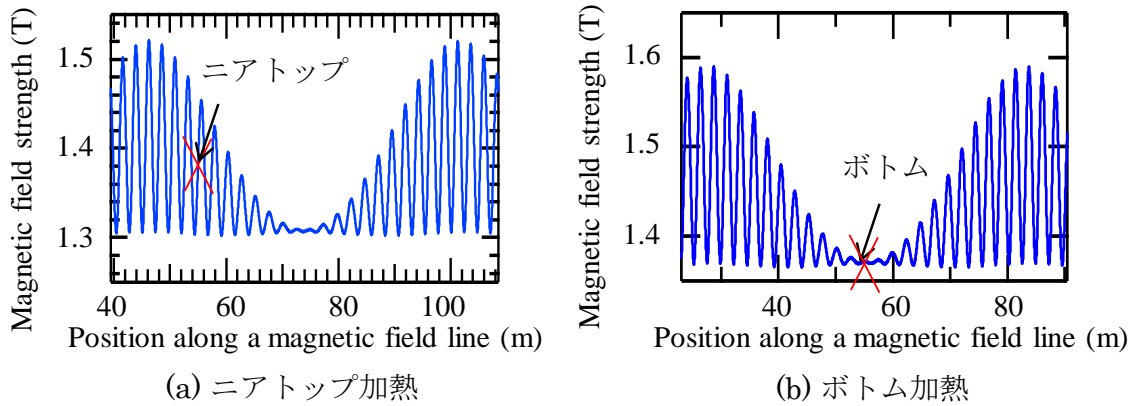 Magnetic field strength (T)
1.5
1.4
1.3
ニアトップ
40
60
80
100
Position along a magnetic field line (m)
(a) ニアトップ加熱
Magnetic field strength (T)
1.6
1.5
1.4
ボトム
40
60
80
Position along a magnetic field line (m)
(b) ボトム加熱